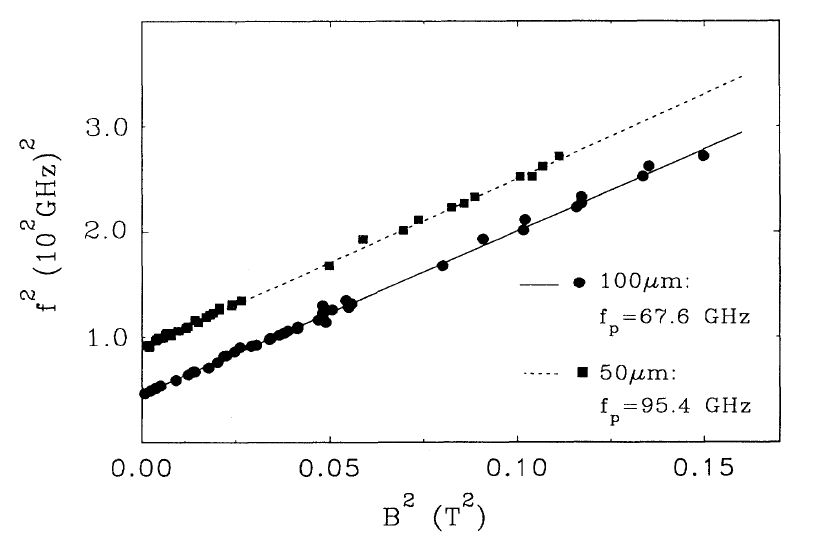 f² (10² GHz)²
3.0
2.0
1.0
0.00 0.05 0.10 0.15
B² (T²)
100μm:
fₚ=67.6 GHz
50μm:
fₚ=95.4 GHz